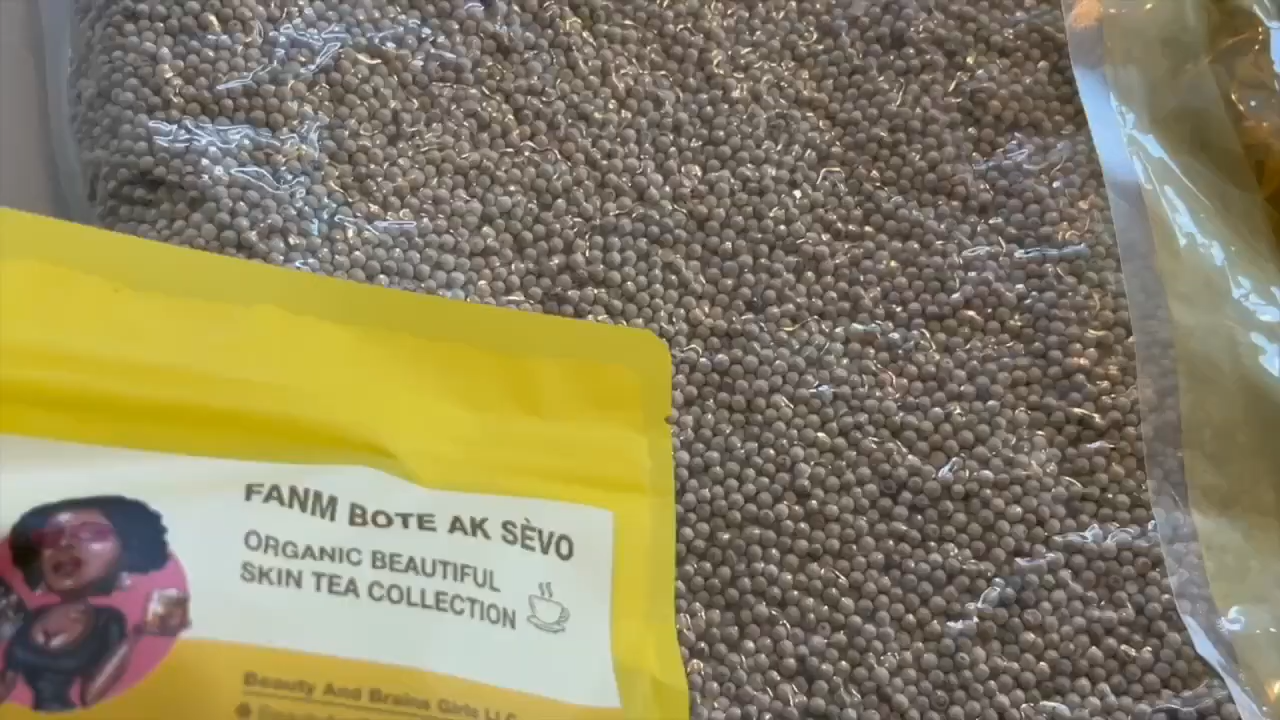 FANM BOTE AK SÈVO
ORGANIC BEAUTIFUL
SKIN TEA COLLECTION
Beauty And Brains Girls LLC